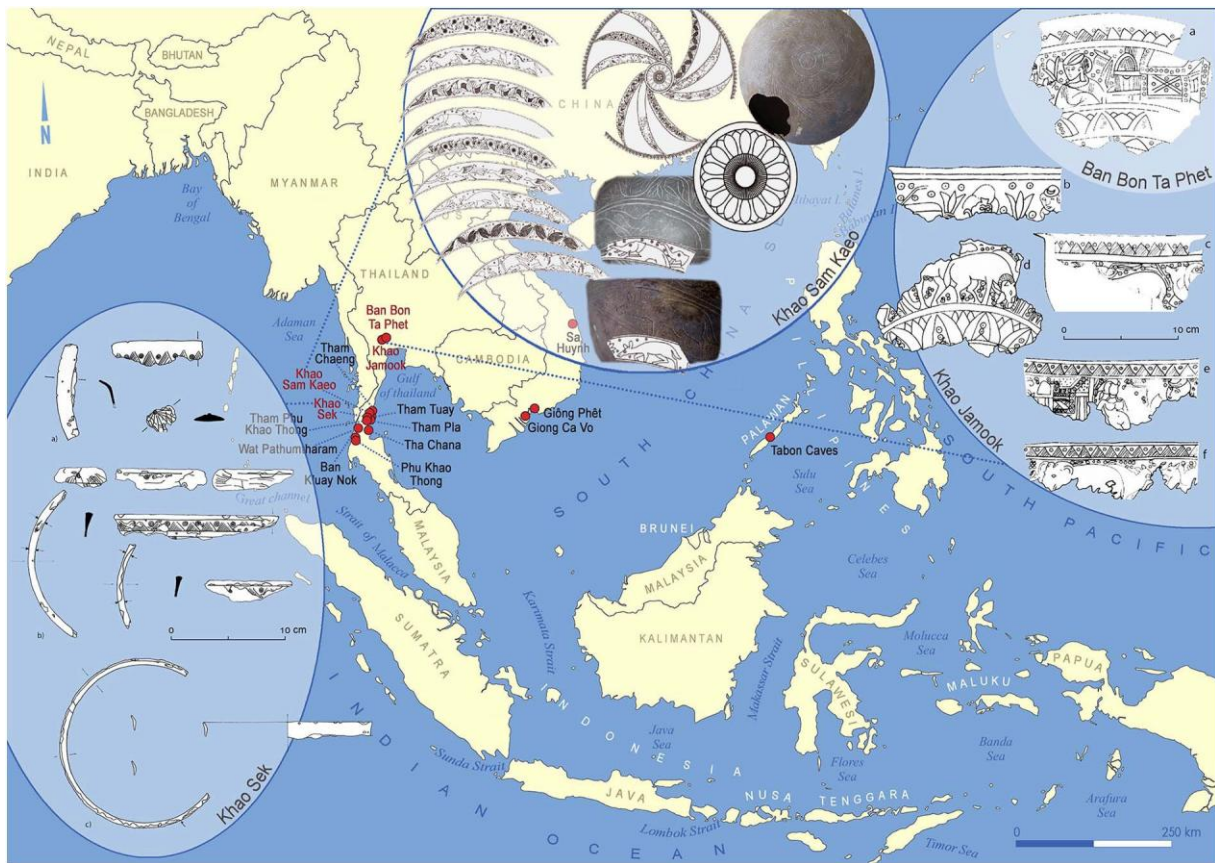 NEPAL
BHUTAN
BANGLADESH
N
INDIA
Bay
of
Bengal
MYANMAR
CHINA
THAILAND
Ban Bon
Ta Phet
Khao
Jamook
Adaman
Sea
Tham
Chaeng
Khao
Sam Kaeo
Khao
Sek
Tham Phu
Khao Thong
Wat Pathumtharam
Ban
Kluay Nok
Gulf
of thailand
Tham Tuay
Tham Pla
Tha Chana
Phu Khao
Thong
CAMBODIA
Sa
Huynh
Giông Phêt
Giong Ca Vo
Khao Sam Kaeo
Itbayat I.
SOUTH CHINA
PHILIPPINES
PALAWAN
Tabon Caves
Sulu
Sea
a
Ban Bon Ta Phet
b
c
d
0 10 cm
e
f
Khao Jamook
SOUTH PACIFIC
a)
b)
0 10 cm
c)
Khao Sek
Great channel
Strait of Malacca
MALAYSIA
SUMATRA
BRUNEI
MALAYSIA
KALIMANTAN
Karimata Strait
Makassar Strait
Celebes
Sea
SULAWESI
Molucca
Sea
MALUKU
PAPUA
INDONESIA
Java
Sea
Flores
Sea
Banda
Sea
Arafura
Sea
Sunda Strait
JAVA
NUSA TENGGARA
Lombok Strait
Timor Sea
INDIAN OCEAN
0 250 km